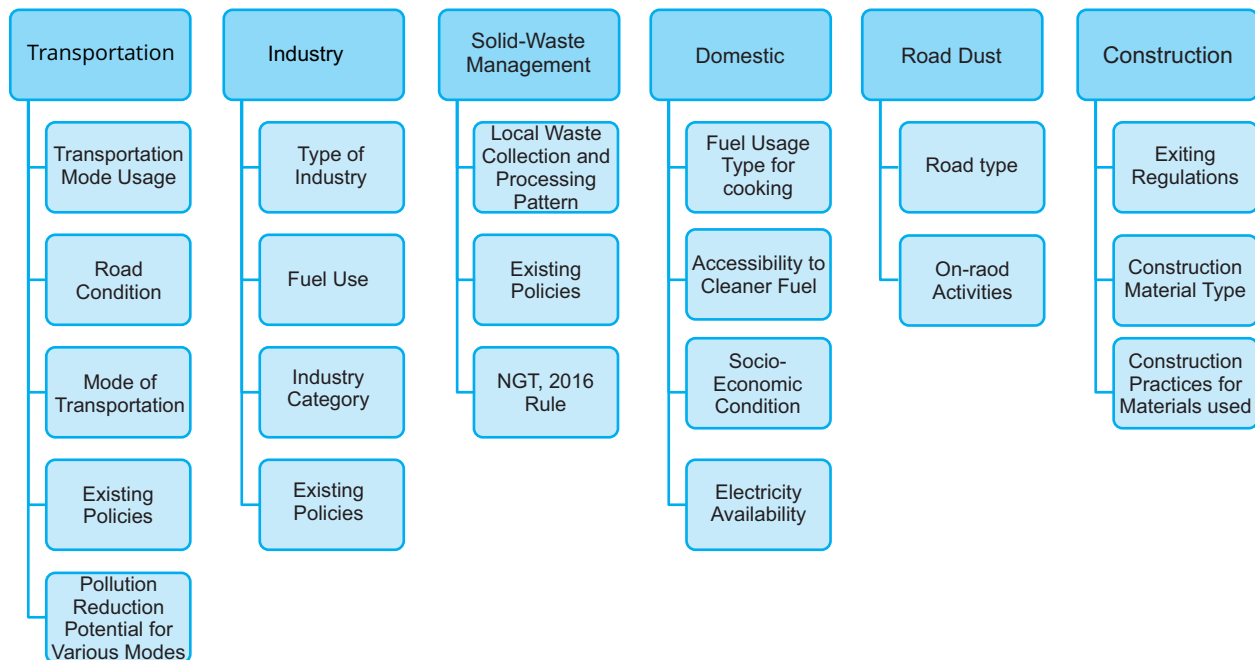 Transportation
Transportation
Mode Usage
Road
Condition
Mode of
Transportation
Existing
Policies
Pollution
Reduction
Potential for
Various Modes
Industry
Type of
Industry
Fuel Use
Industry
Category
Existing
Policies
Solid-Waste
Management
Local Waste
Collection and
Processing
Pattern
Existing
Policies
NGT, 2016
Rule
Domestic
Fuel Usage
Type for
cooking
Accessibility to
Cleaner Fuel
Socio-
Economic
Condition
Electricity
Availability
Road Dust
Road type
On-raod
Activities
Construction
Exiting
Regulations
Construction
Material Type
Construction
Practices for
Materials used